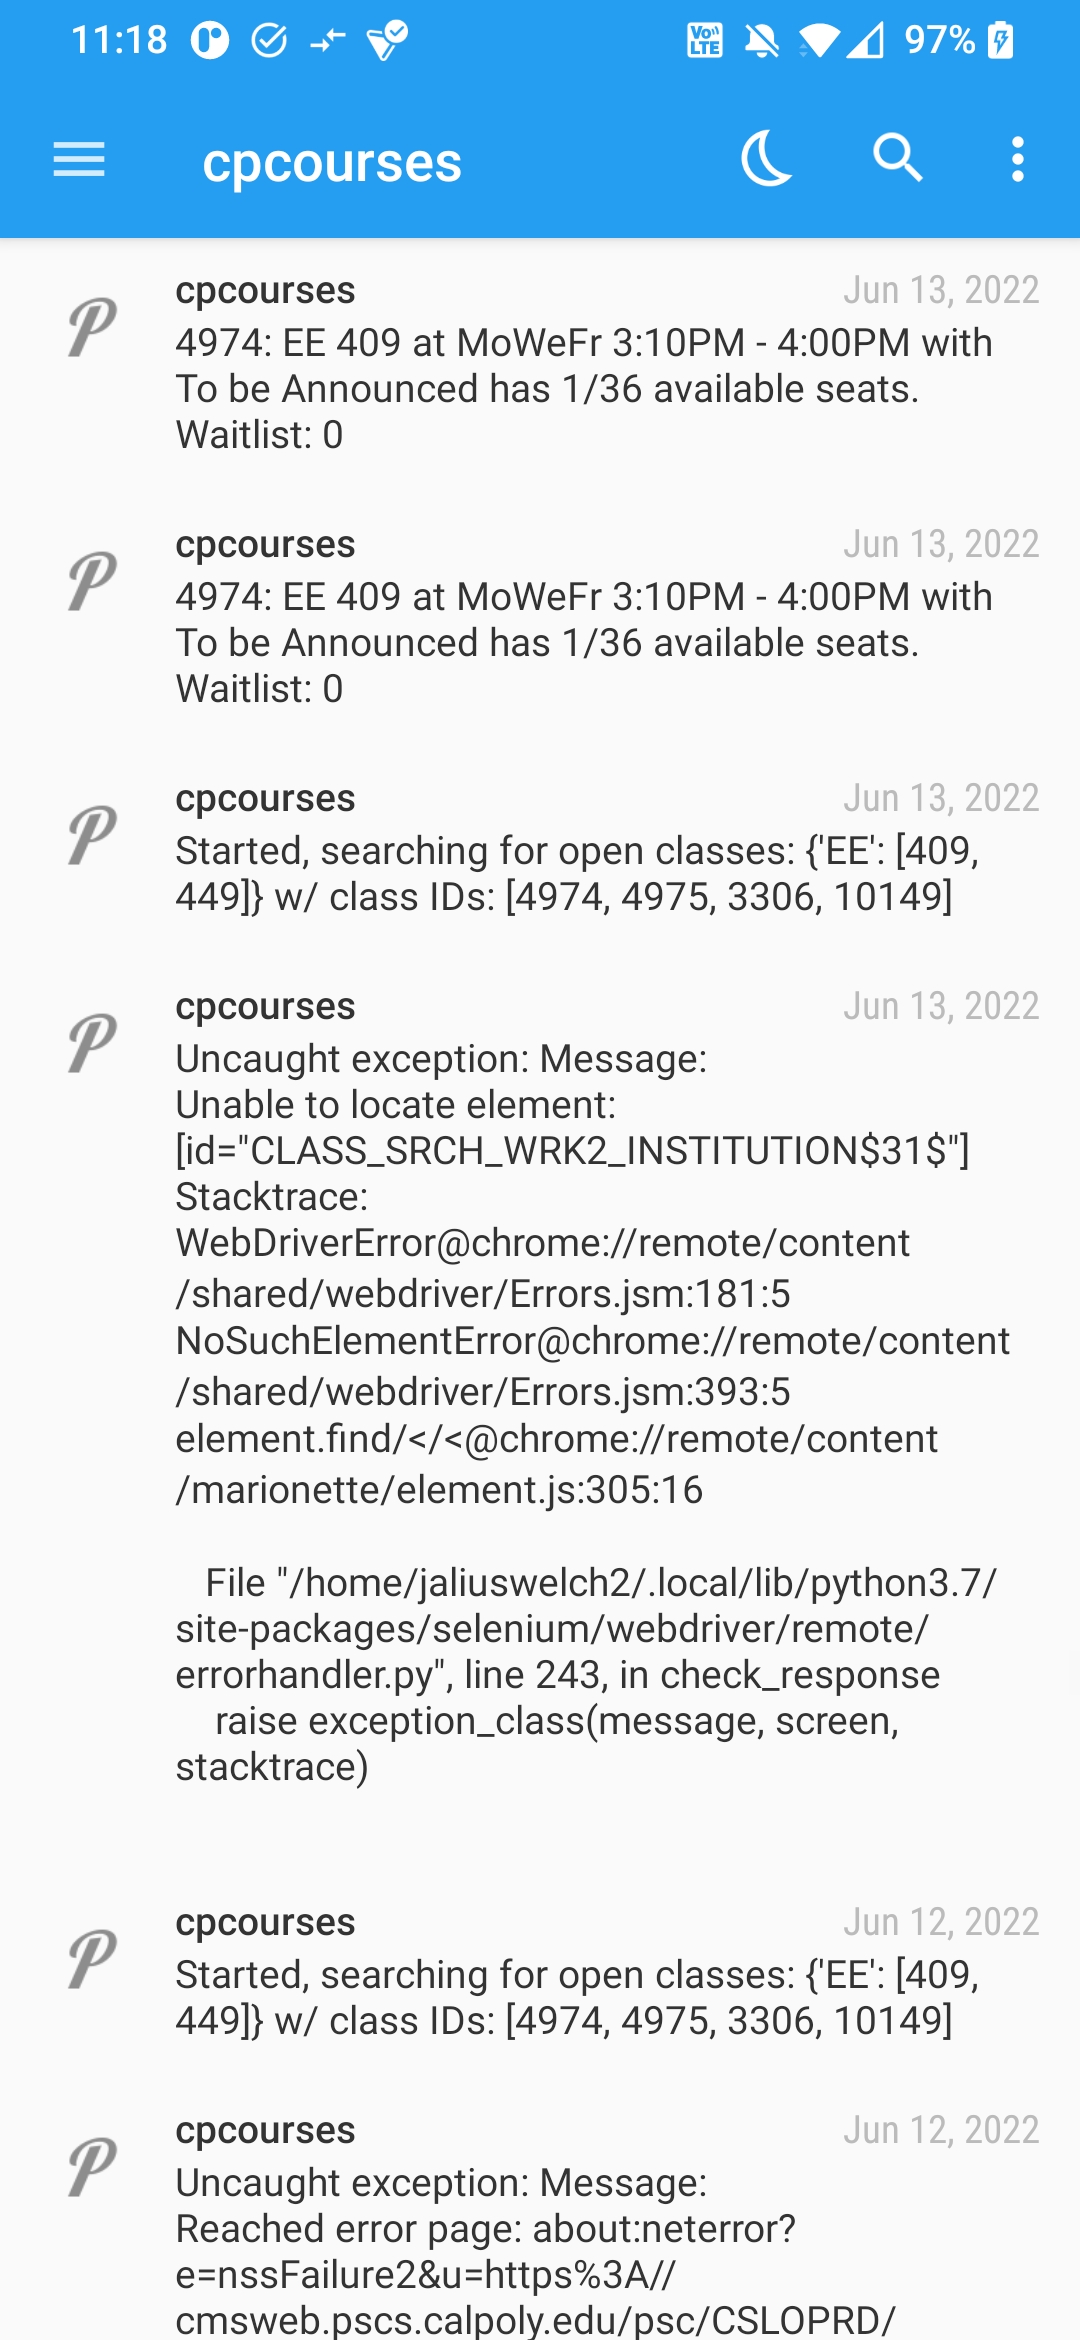 11:18
Vo)) LTE
97%
cpcourses
cpcourses
Jun 13, 2022
4974: EE 409 at MoWeFr 3:10PM - 4:00PM with
To be Announced has 1/36 available seats.
Waitlist: 0
cpcourses
Jun 13, 2022
4974: EE 409 at MoWeFr 3:10PM - 4:00PM with
To be Announced has 1/36 available seats.
Waitlist: 0
cpcourses
Jun 13, 2022
Started, searching for open classes: {'EE': [409,
449]} w/ class IDs: [4974, 4975, 3306, 10149]
cpcourses
Jun 13, 2022
Uncaught exception: Message:
Unable to locate element:
[id="CLASS_SRCH_WRK2_INSTITUTION$31$"]
Stacktrace:
WebDriverError@chrome://remote/content
/shared/webdriver/Errors.jsm:181:5
NoSuchElementError@chrome://remote/content
/shared/webdriver/Errors.jsm:393:5
element.find/</<@chrome://remote/content
/marionette/element.js:305:16
File "/home/jaliuswelch2/.local/lib/python3.7/
site-packages/selenium/webdriver/remote/
errorhandler.py", line 243, in check_response
raise exception_class(message, screen,
stacktrace)
cpcourses
Jun 12, 2022
Started, searching for open classes: {'EE': [409,
449]} w/ class IDs: [4974, 4975, 3306, 10149]
cpcourses
Jun 12, 2022
Uncaught exception: Message:
Reached error page: about:neterror?
e=nssFailure2&u=https%3A//
cmsweb.pscs.calpoly.edu/psc/CSLOPRD/